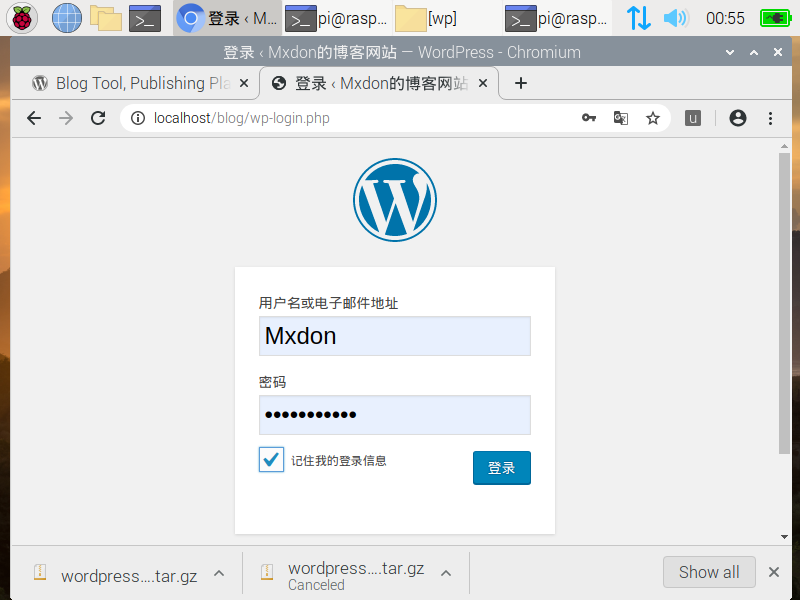 登录 ‹ M...
pi@rasp...
[wp]
pi@rasp...
00:55
登录 ‹ Mxdon的博客网站 — WordPress - Chromium
Blog Tool, Publishing Pla
登录 ‹ Mxdon的博客网站
localhost/blog/wp-login.php
用户名或电子邮件地址
Mxdon
密码
•••••••••••
记住我的登录信息
登录
wordpress....tar.gz
wordpress....tar.gz
Canceled
Show all